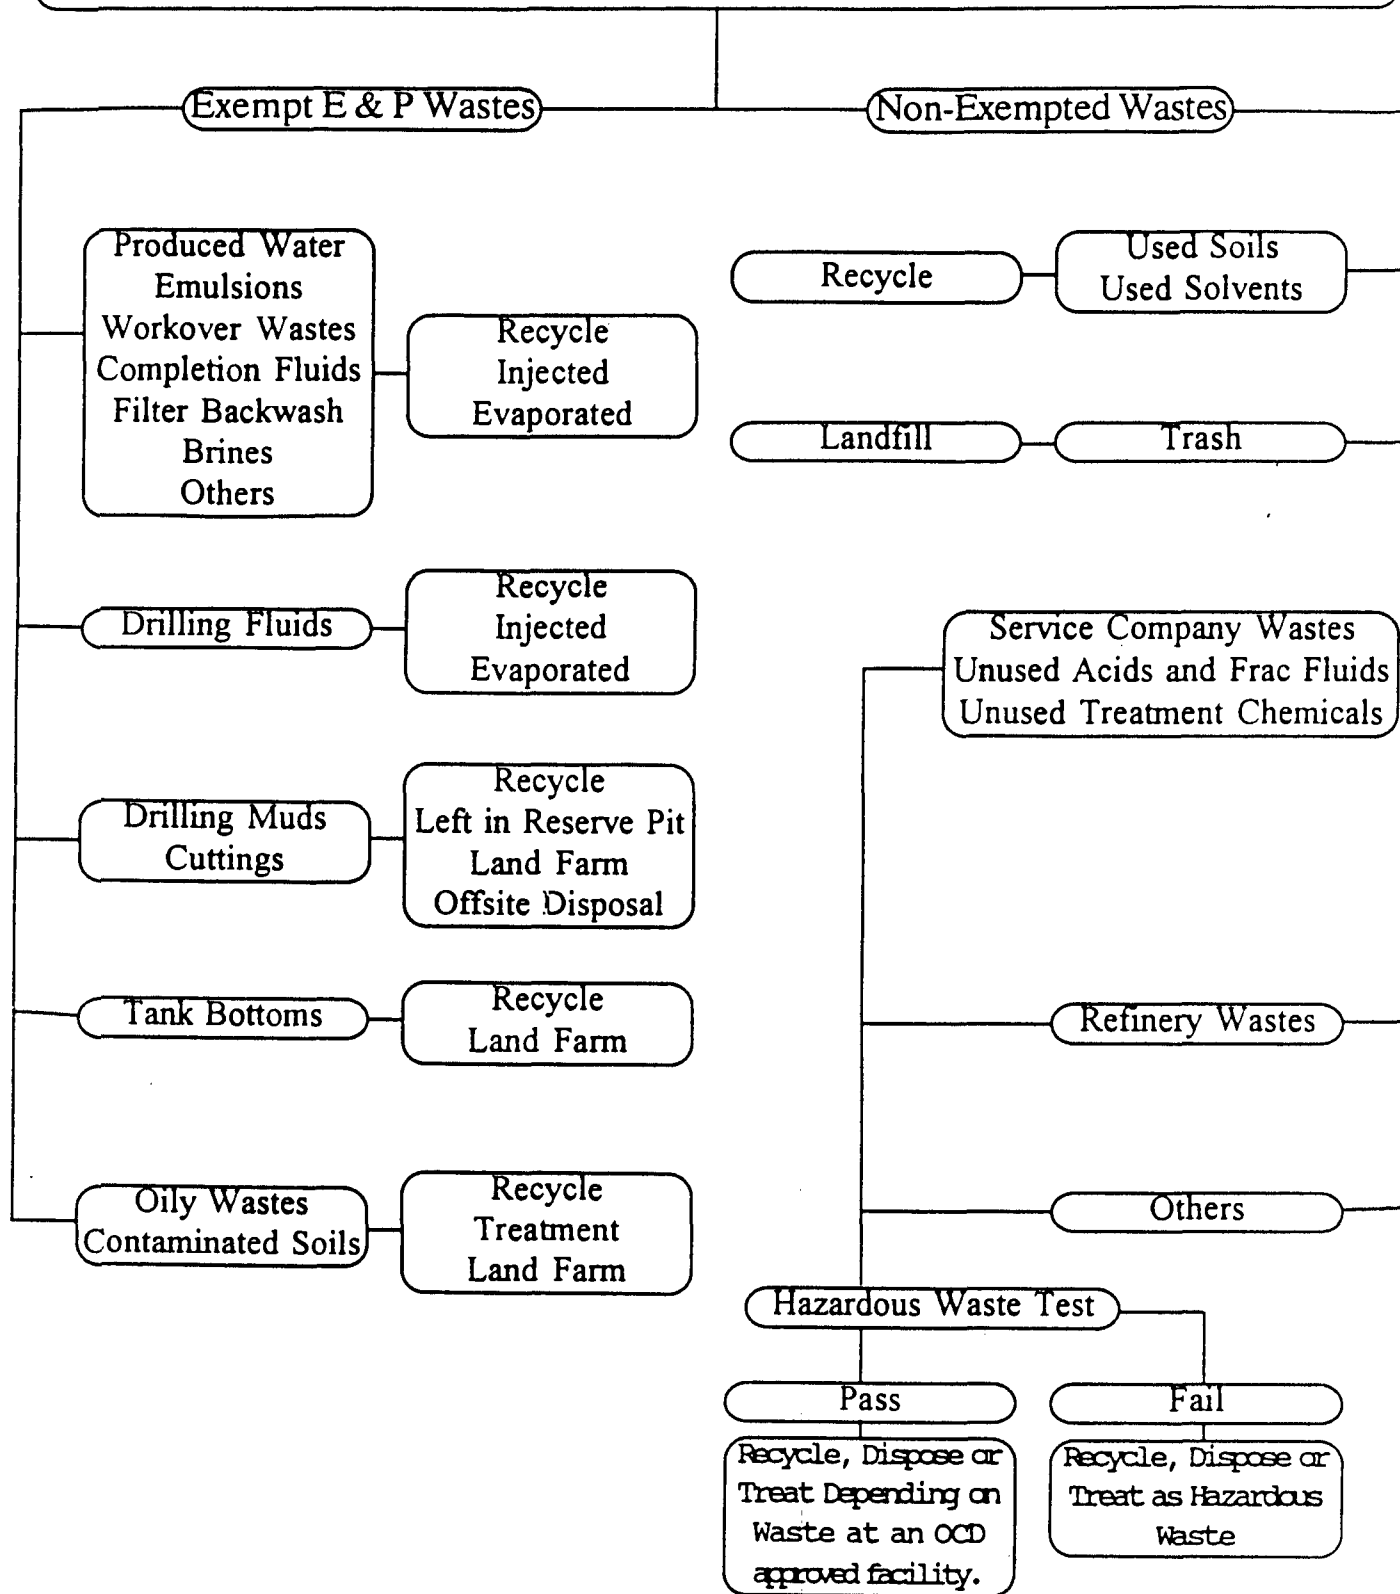 Exempt E & P Wastes
Non-Exempted Wastes
Produced Water
Emulsions
Workover Wastes
Completion Fluids
Filter Backwash
Brines
Others
Recycle
Injected
Evaporated
Recycle
Used Soils
Used Solvents
Landfill
Trash
Drilling Fluids
Recycle
Injected
Evaporated
Service Company Wastes
Unused Acids and Frac Fluids
Unused Treatment Chemicals
Drilling Muds
Cuttings
Recycle
Left in Reserve Pit
Land Farm
Offsite Disposal
Tank Bottoms
Recycle
Land Farm
Refinery Wastes
Oily Wastes
Contaminated Soils
Recycle
Treatment
Land Farm
Others
Hazardous Waste Test
Pass
Fail
Recycle, Dispose or
Treat Depending on
Waste at an OCD
approved facility.
Recycle, Dispose or
Treat as Hazardous
Waste